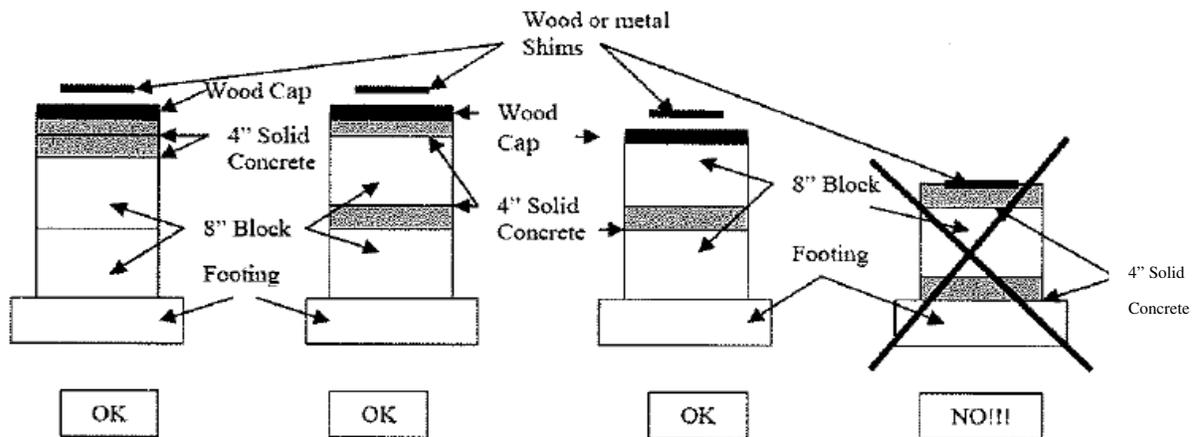 Wood or metal
Shims
Wood Cap
Wood
Cap
4” Solid
Concrete
8” Block
8” Block
4” Solid
Concrete
Footing
Footing
4” Solid
Concrete
OK
OK
OK
NO!!!